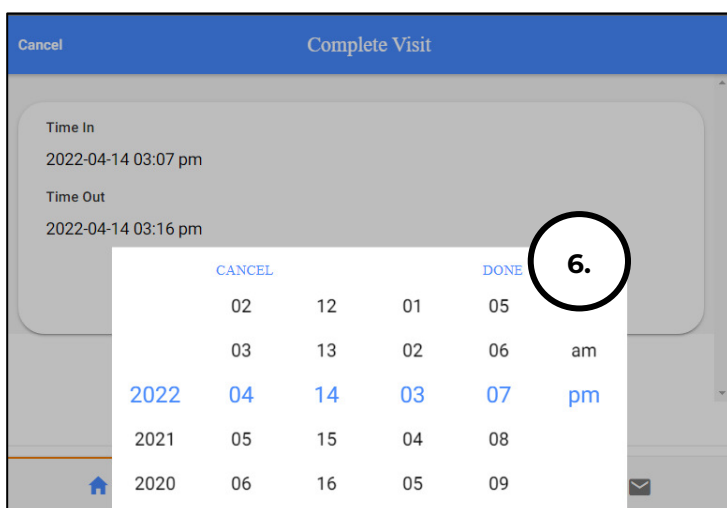 Cancel Complete Visit
Time In
2022-04-14 03:07 pm
Time Out
2022-04-14 03:16 pm
CANCEL DONE 6.
02 12 01 05
03 13 02 06 am
2022 04 14 03 07 pm
2021 05 15 04 08
2020 06 16 05 09